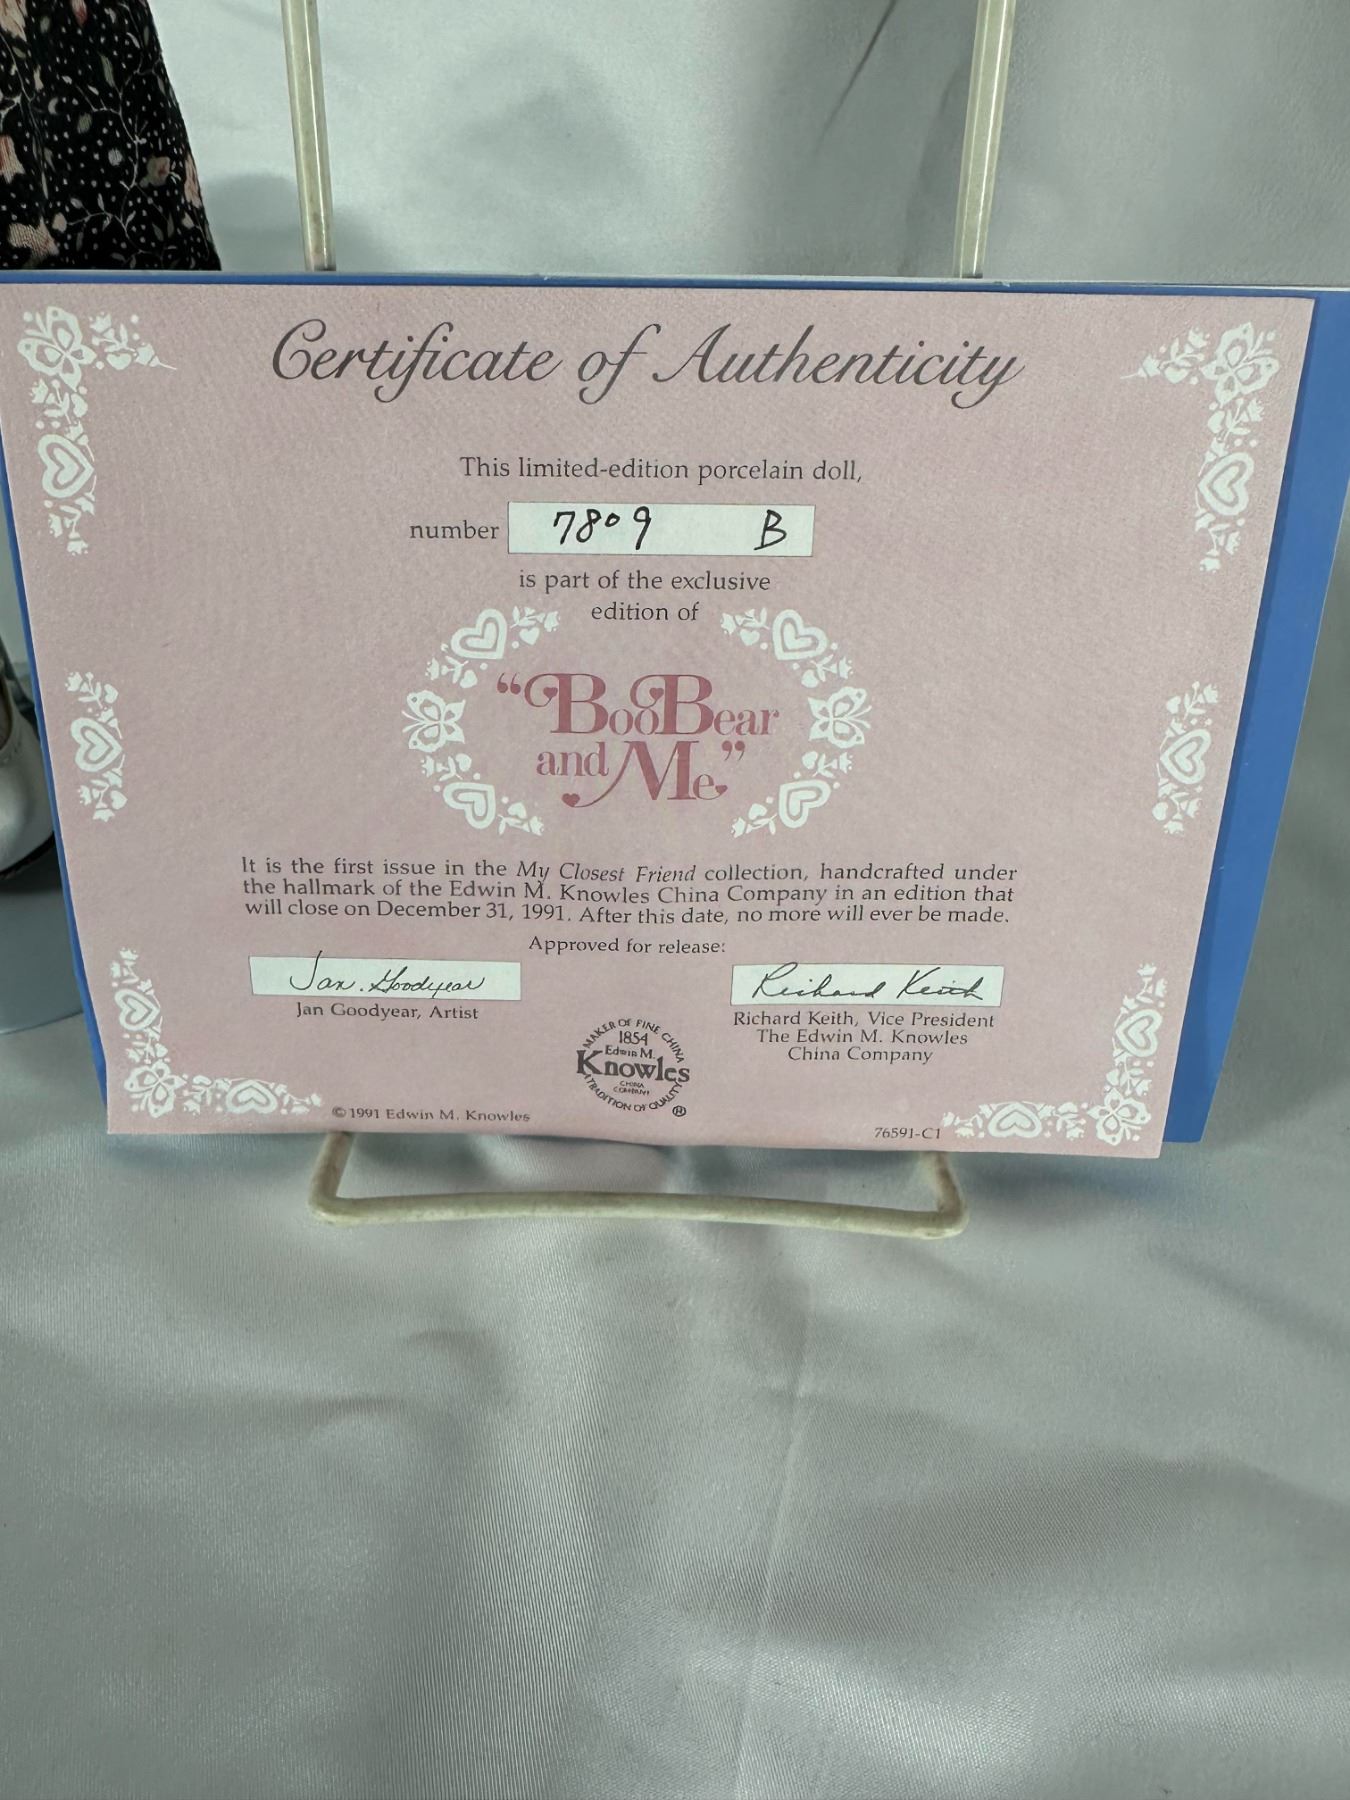 Certificate of Authenticity
This limited-edition porcelain doll,
number 7809 B
is part of the exclusive
edition of
“BooBear
and Me”
It is the first issue in the My Closest Friend collection, handcrafted under
the hallmark of the Edwin M. Knowles China Company in an edition that
will close on December 31, 1991. After this date, no more will ever be made.
Approved for release:
Jan Goodyear
Jan Goodyear, Artist
Richard Keith
Richard Keith, Vice President
The Edwin M. Knowles
China Company
MAKER OF FINE CHINA
1854
Edwin M.
Knowles
CHINA
COMPANY
TRADITION OF QUALITY
®
© 1991 Edwin M. Knowles
76591-C1